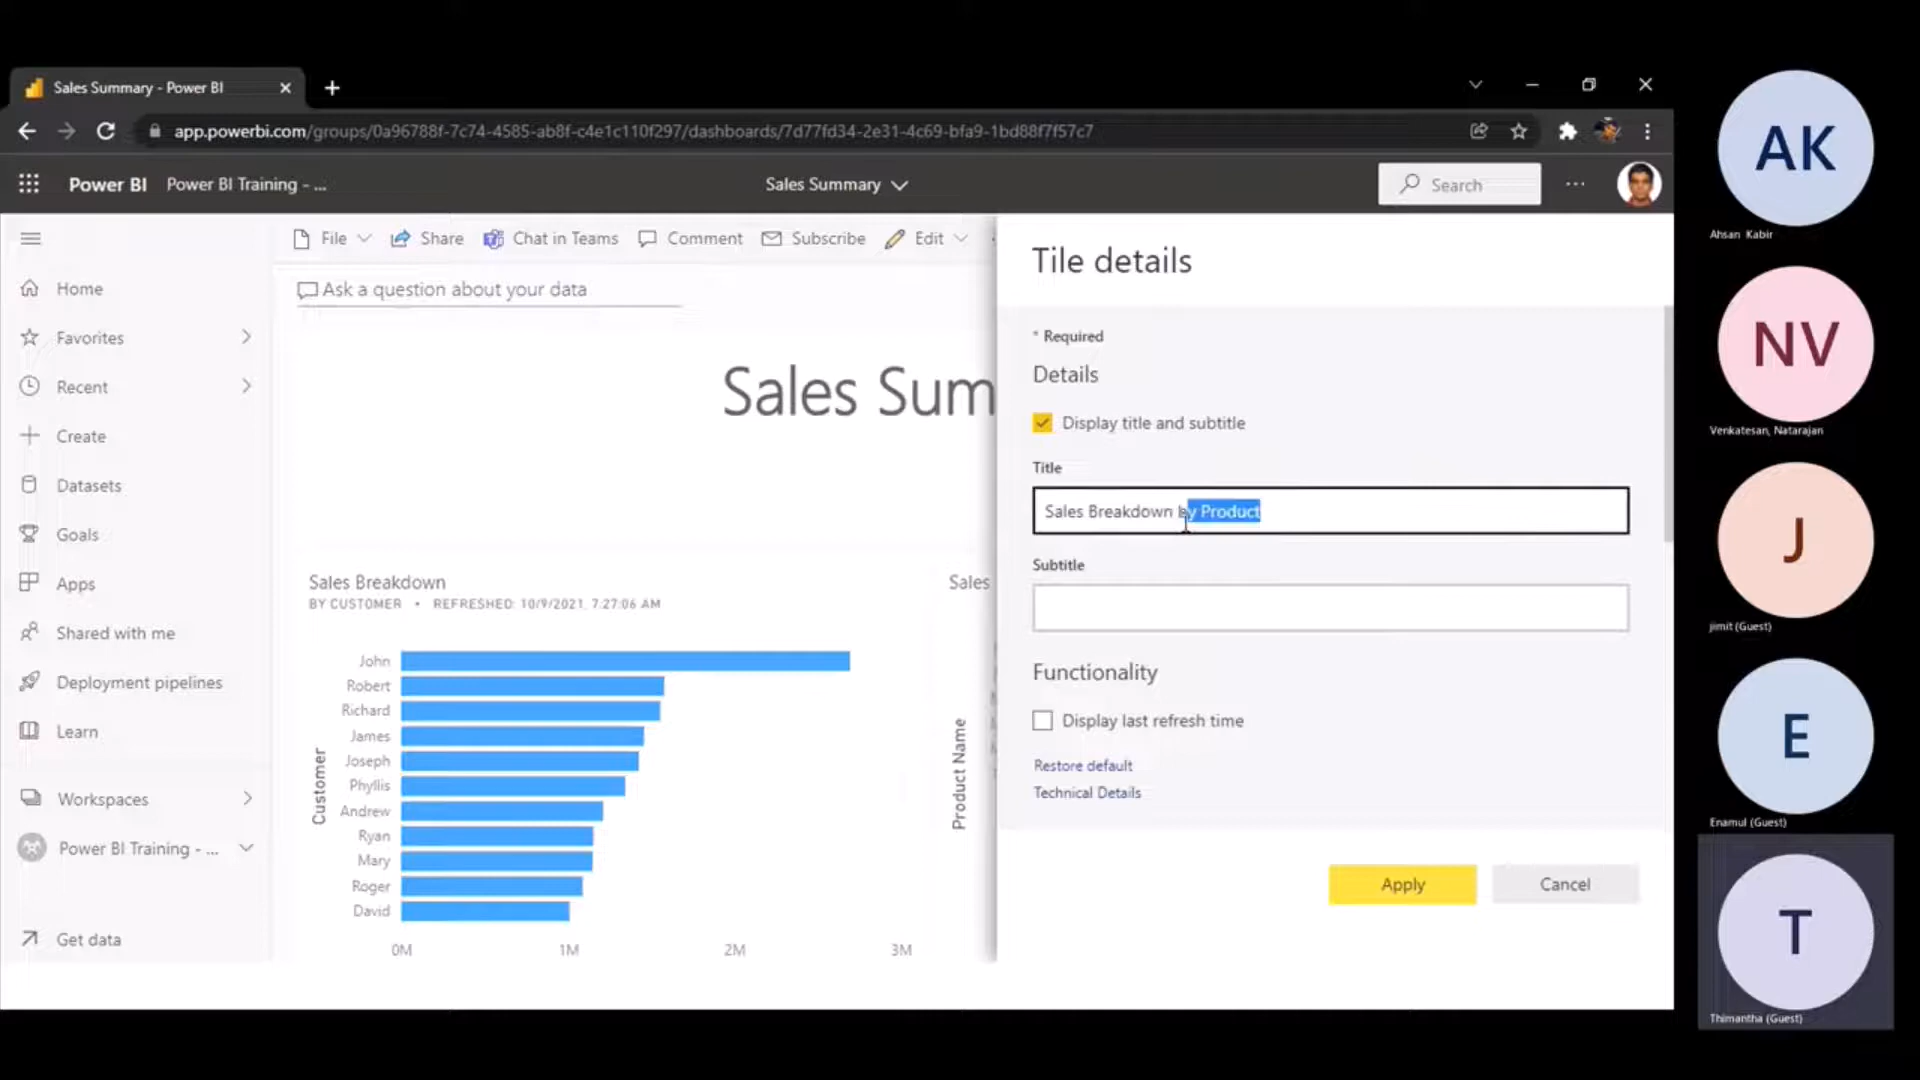 Sales Summary - Power BI
app.powerbi.com/groups/0a96788f-7c74-4585-ab8f-c4e1c110f297/dashboards/7d77fd34-2e31-4c69-bfa9-1bd88f7f57c7
Power BI Power BI Training - ...
Sales Summary
Search
File
Share
Chat in Teams
Comment
Subscribe
Edit
Home
Favorites
Recent
Create
Datasets
Goals
Apps
Shared with me
Deployment pipelines
Learn
Workspaces
Power BI Training - ...
Get data
Ask a question about your data
Sales Sum
Sales Breakdown
BY CUSTOMER • REFRESHED: 10/9/2021, 7:27:06 AM
Customer
John
Robert
Richard
James
Joseph
Phyllis
Andrew
Ryan
Mary
Roger
David
0M 1M 2M 3M
Sales
Product Name
Tile details
* Required
Details
Display title and subtitle
Title
Sales Breakdown by Product
Subtitle
Functionality
Display last refresh time
Restore default
Technical Details
Apply
Cancel
AK
Ahsan Kabir
NV
Venkatesan, Natarajan
J
jimit (Guest)
E
Enamul (Guest)
T
Thimantha (Guest)